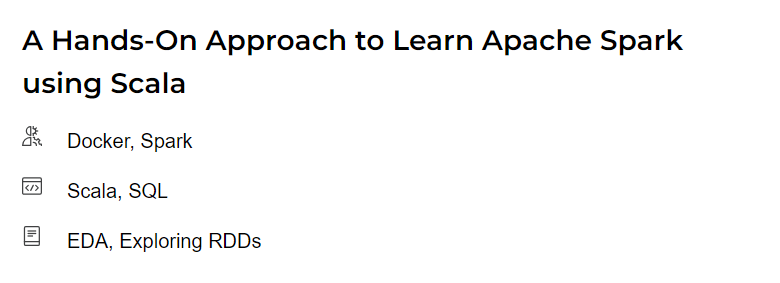 A Hands-On Approach to Learn Apache Spark
using Scala
Docker, Spark
Scala, SQL
EDA, Exploring RDDs